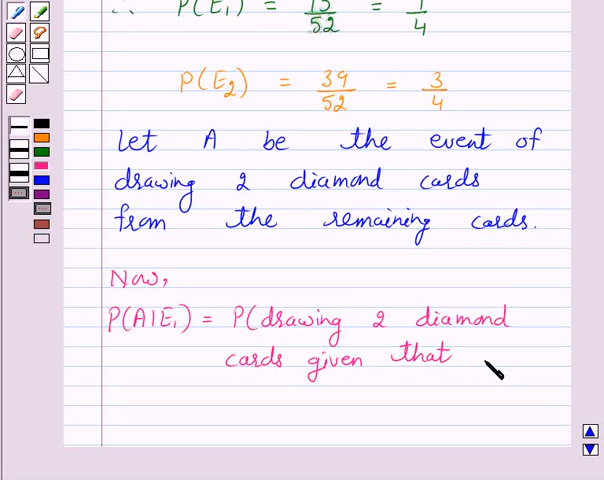 ∴ P(E₁) = 13/52 = 1/4
P(E₂) = 39/52 = 3/4
Let A be the event of
drawing 2 diamond cards
from the remaining cards.
Now,
P(A|E₁) = P(drawing 2 diamond
cards given that